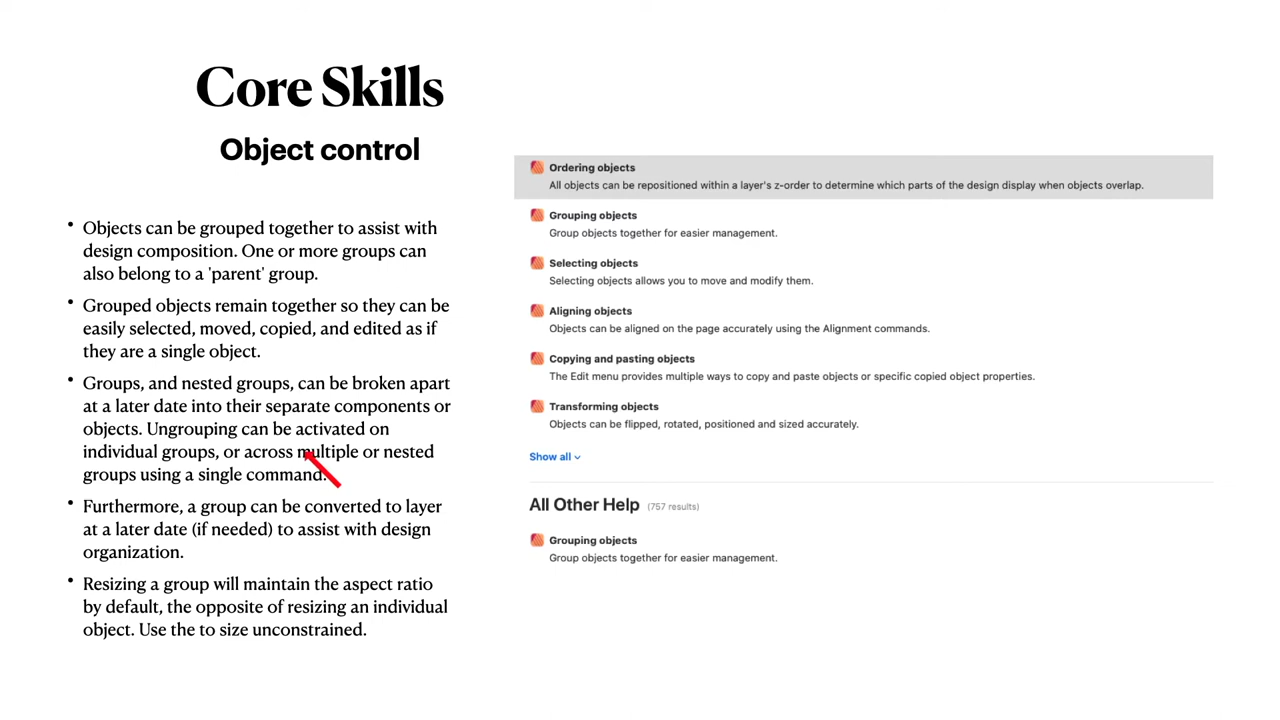 Core Skills
Object control
• Objects can be grouped together to assist with
design composition. One or more groups can
also belong to a 'parent' group.
• Grouped objects remain together so they can be
easily selected, moved, copied, and edited as if
they are a single object.
• Groups, and nested groups, can be broken apart
at a later date into their separate components or
objects. Ungrouping can be activated on
individual groups, or across multiple or nested
groups using a single command.
• Furthermore, a group can be converted to layer
at a later date (if needed) to assist with design
organization.
• Resizing a group will maintain the aspect ratio
by default, the opposite of resizing an individual
object. Use the to size unconstrained.
Ordering objects
All objects can be repositioned within a layer's z-order to determine which parts of the design display when objects overlap.
Grouping objects
Group objects together for easier management.
Selecting objects
Selecting objects allows you to move and modify them.
Aligning objects
Objects can be aligned on the page accurately using the Alignment commands.
Copying and pasting objects
The Edit menu provides multiple ways to copy and paste objects or specific copied object properties.
Transforming objects
Objects can be flipped, rotated, positioned and sized accurately.
Show all
All Other Help (757 results)
Grouping objects
Group objects together for easier management.